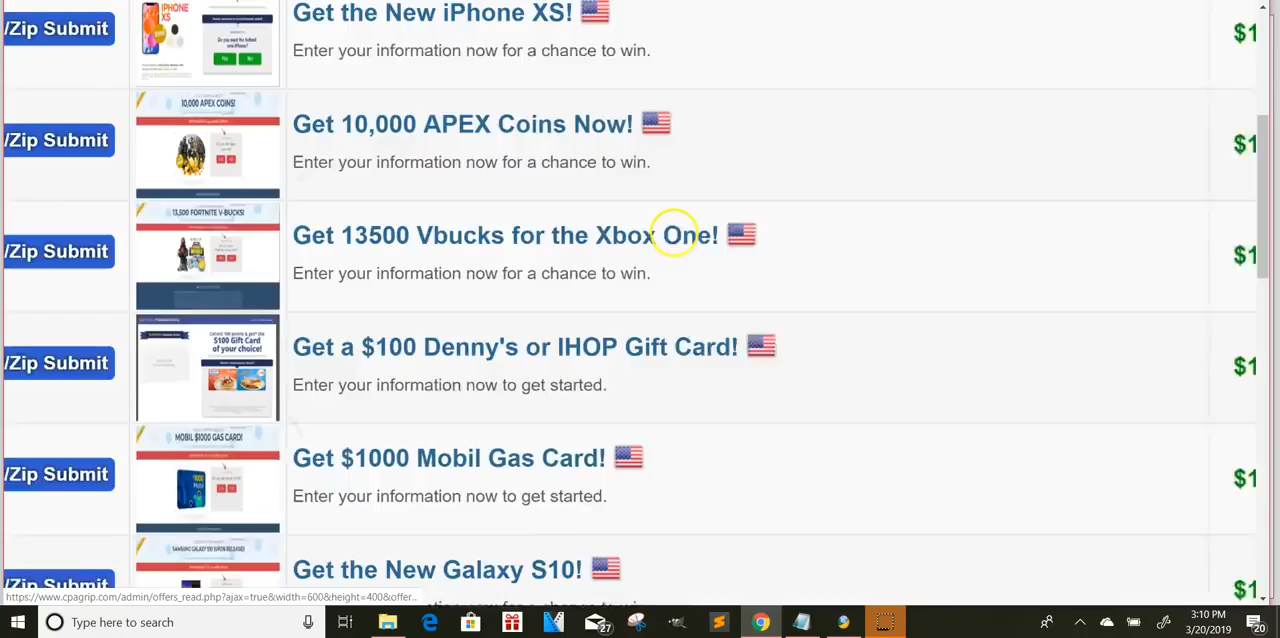 /Zip Submit
Get the New iPhone XS!
Enter your information now for a chance to win.
$1
IPHONE
XS
Yes
No
/Zip Submit
10,000 APEX COINS!
Get 10,000 APEX Coins Now!
Enter your information now for a chance to win.
$1
/Zip Submit
13,500 FORTNITE V-BUCKS!
Get 13500 Vbucks for the Xbox One!
Enter your information now for a chance to win.
$1
/Zip Submit
$100 Gift Card
of your choice!
Get a $100 Denny's or IHOP Gift Card!
Enter your information now to get started.
$1
/Zip Submit
MOBIL $1000 GAS CARD!
Get $1000 Mobil Gas Card!
Enter your information now to get started.
$1
/Zip Submit
Get the New Galaxy S10!
$1
https://www.cpagrip.com/admin/offers_read.php?ajax=true&width=600&height=400&offer...
Type here to search
27
3:10 PM
3/20/2019
20